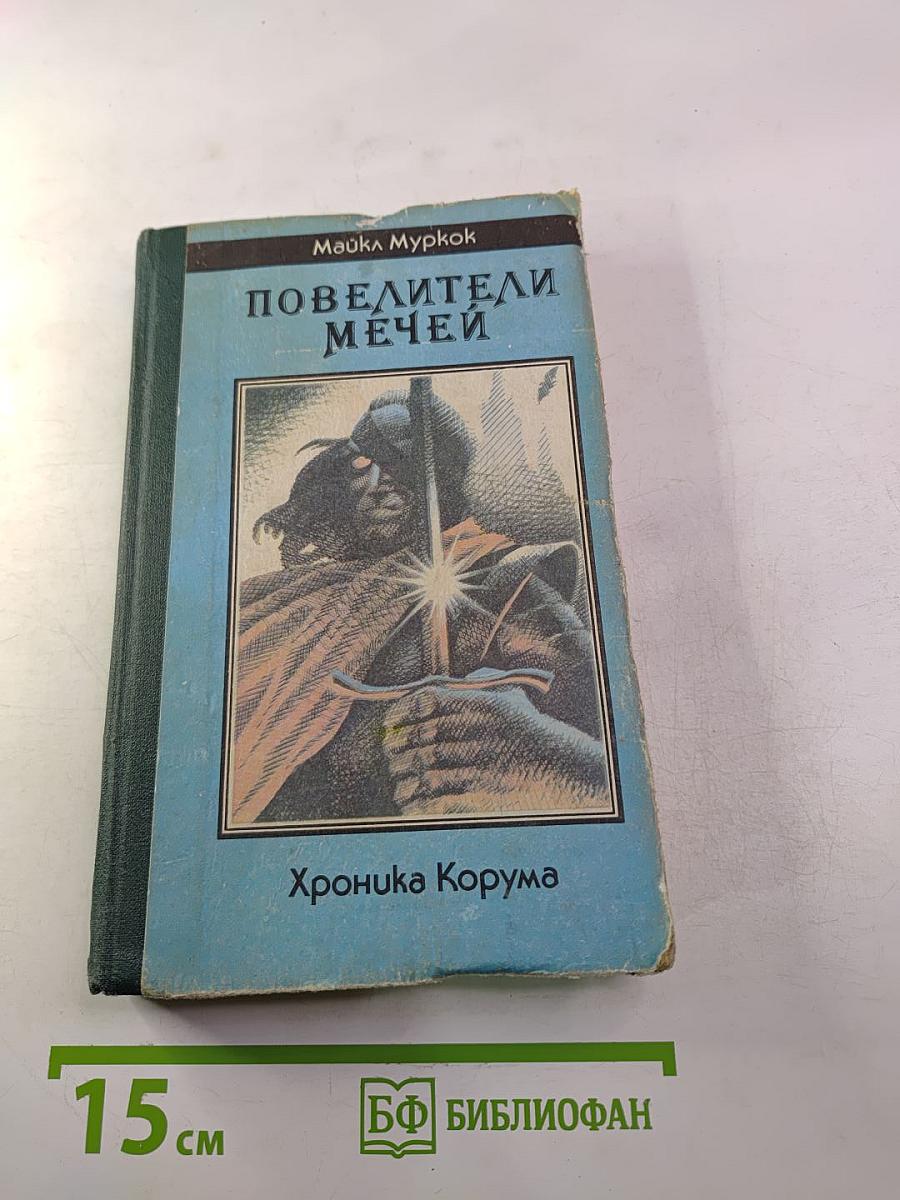 Майкл Муркок
ПОВЕЛИТЕЛИ
МЕЧЕЙ
Хроника Корума
15 см
БФ БИБЛИОФАН